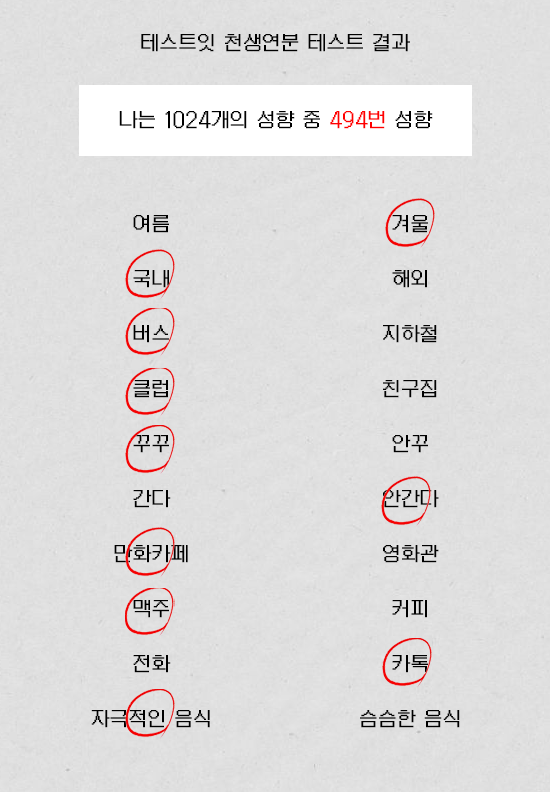 테스트잇 천생연분 테스트 결과
나는 1024개의 성향 중 494번 성향
여름 겨울
국내 해외
버스 지하철
클럽 친구집
꾸꾸 안꾸
간다 안간다
만화카페 영화관
맥주 커피
전화 카톡
자극적인 음식 슴슴한 음식